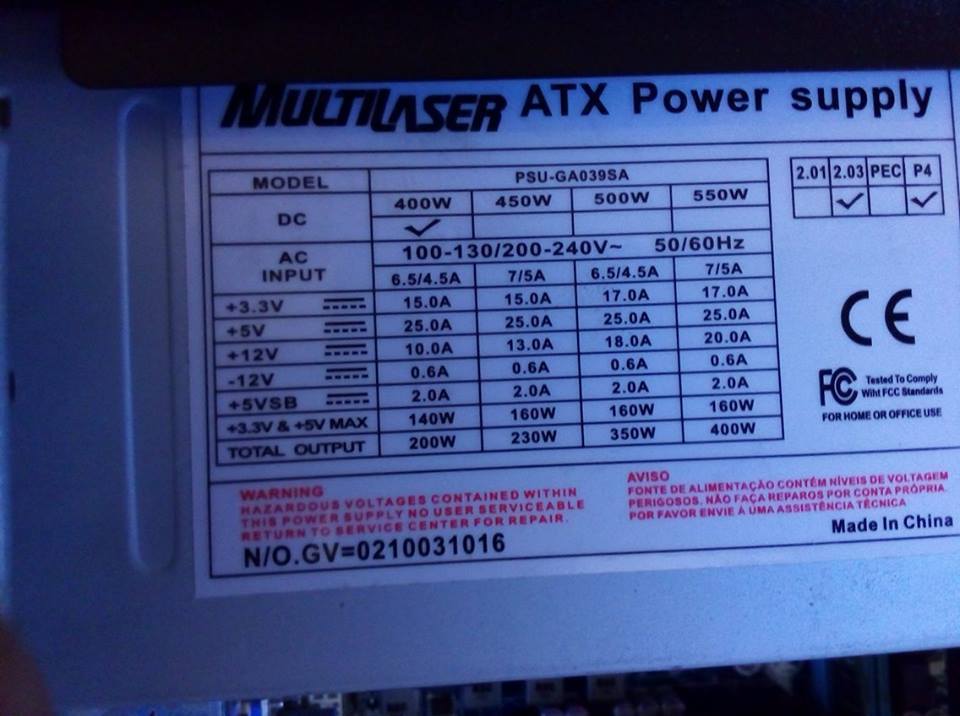 MULTILASER ATX Power supply
MODEL PSU-GA039SA
DC 400W 450W 500W 550W
✓
2.01 2.03 PEC P4
✓ ✓
AC INPUT 100-130/200-240V~ 50/60Hz
6.5/4.5A 7/5A 6.5/4.5A 7/5A
+3.3V 15.0A 15.0A 17.0A 17.0A
+5V 25.0A 25.0A 25.0A 25.0A
+12V 10.0A 13.0A 18.0A 20.0A
-12V 0.6A 0.6A 0.6A 0.6A
+5VSB 2.0A 2.0A 2.0A 2.0A
+3.3V & +5V MAX 140W 160W 160W 160W
TOTAL OUTPUT 200W 230W 350W 400W
CE
FC Tested To Comply
Wiht FCC Standards
FOR HOME OR OFFICE USE
WARNING
HAZARDOUS VOLTAGES CONTAINED WITHIN
THIS POWER SUPPLY NO USER SERVICEABLE
RETURN TO SERVICE CENTER FOR REPAIR.
N/O.GV=0210031016
AVISO
FONTE DE ALIMENTAÇÃO CONTÉM NÍVEIS DE VOLTAGEM
PERIGOSOS. NÃO FAÇA REPAROS POR CONTA PRÓPRIA.
POR FAVOR ENVIE À UMA ASSISTÊNCIA TÉCNICA
Made In China